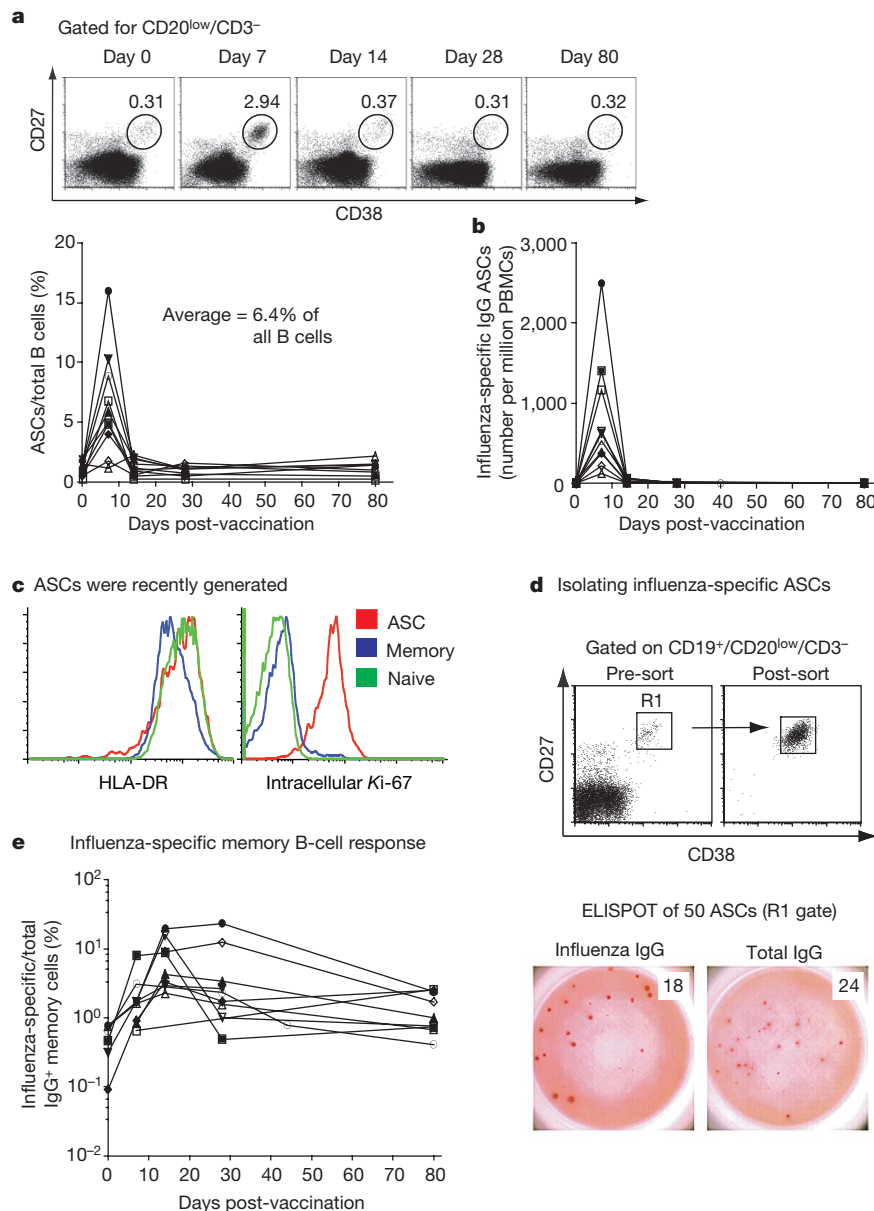 a
Gated for CD20low/CD3–
Day 0 Day 7 Day 14 Day 28 Day 80
0.31 2.94 0.37 0.31 0.32
CD27
CD38
20
15
10
5
0
ASCs/total B cells (%)
Average = 6.4% of
all B cells
0 10 20 30 40 50 60 70 80
Days post-vaccination
b
3,000
2,000
1,000
0
Influenza-specific IgG ASCs
(number per million PBMCs)
0 10 20 30 40 50 60 70 80
Days post-vaccination
c ASCs were recently generated
ASC
Memory
Naive
HLA-DR
Intracellular Ki-67
d Isolating influenza-specific ASCs
Gated on CD19+/CD20low/CD3–
Pre-sort Post-sort
R1
CD27
CD38
ELISPOT of 50 ASCs (R1 gate)
Influenza IgG Total IgG
18 24
e Influenza-specific memory B-cell response
10²
10¹
10⁰
10⁻¹
10⁻²
Influenza-specific/total
IgG+ memory cells (%)
0 10 20 30 40 50 60 70 80
Days post-vaccination